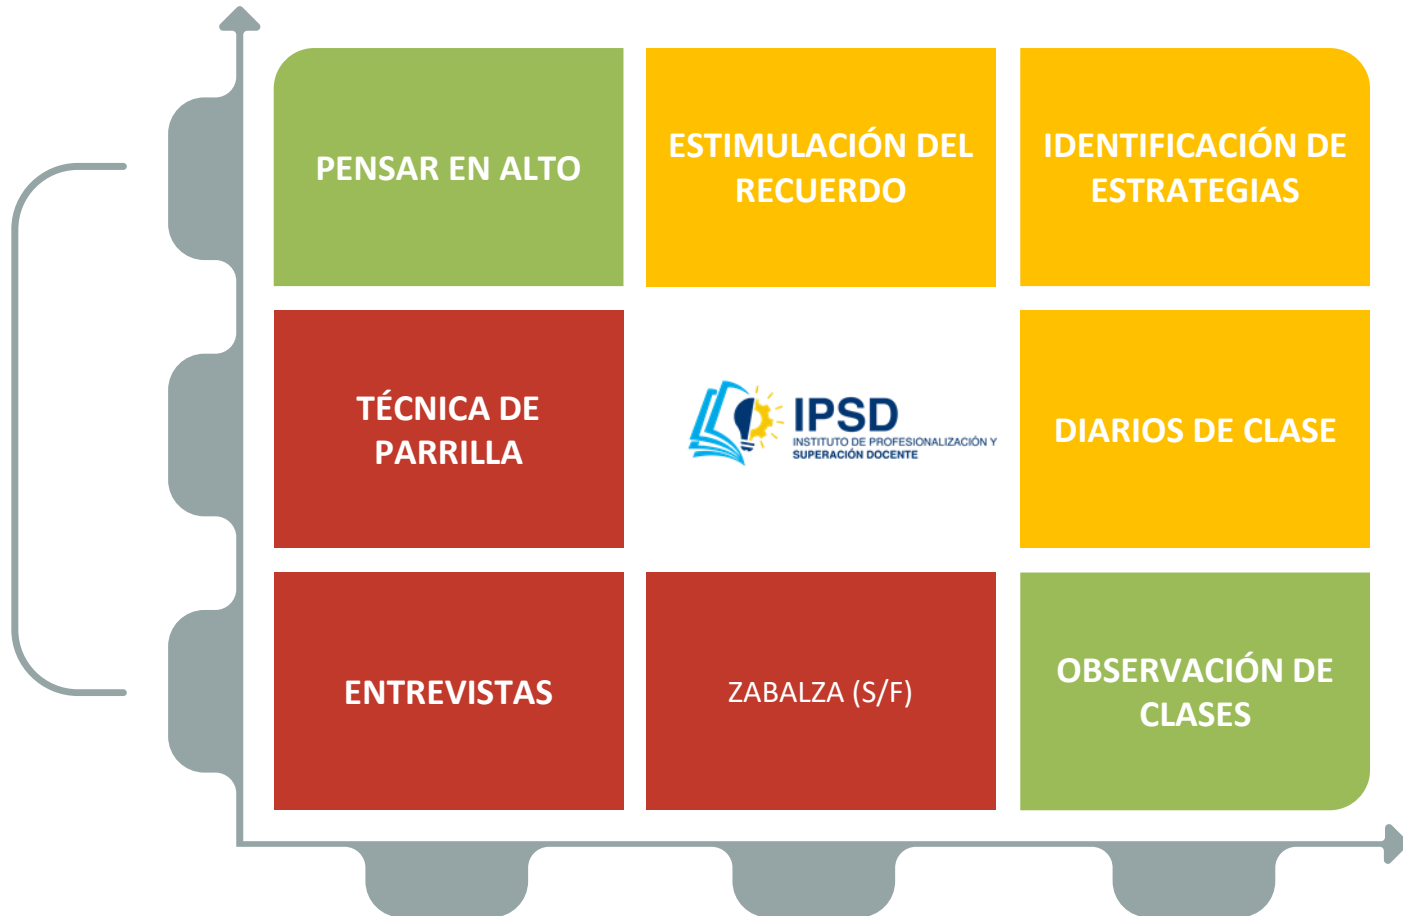 PENSAR EN ALTO
ESTIMULACIÓN DEL
RECUERDO
IDENTIFICACIÓN DE
ESTRATEGIAS
TÉCNICA DE
PARRILLA
IPSD
INSTITUTO DE PROFESIONALIZACIÓN Y
SUPERACIÓN DOCENTE
DIARIOS DE CLASE
ENTREVISTAS
ZABALZA (S/F)
OBSERVACIÓN DE
CLASES